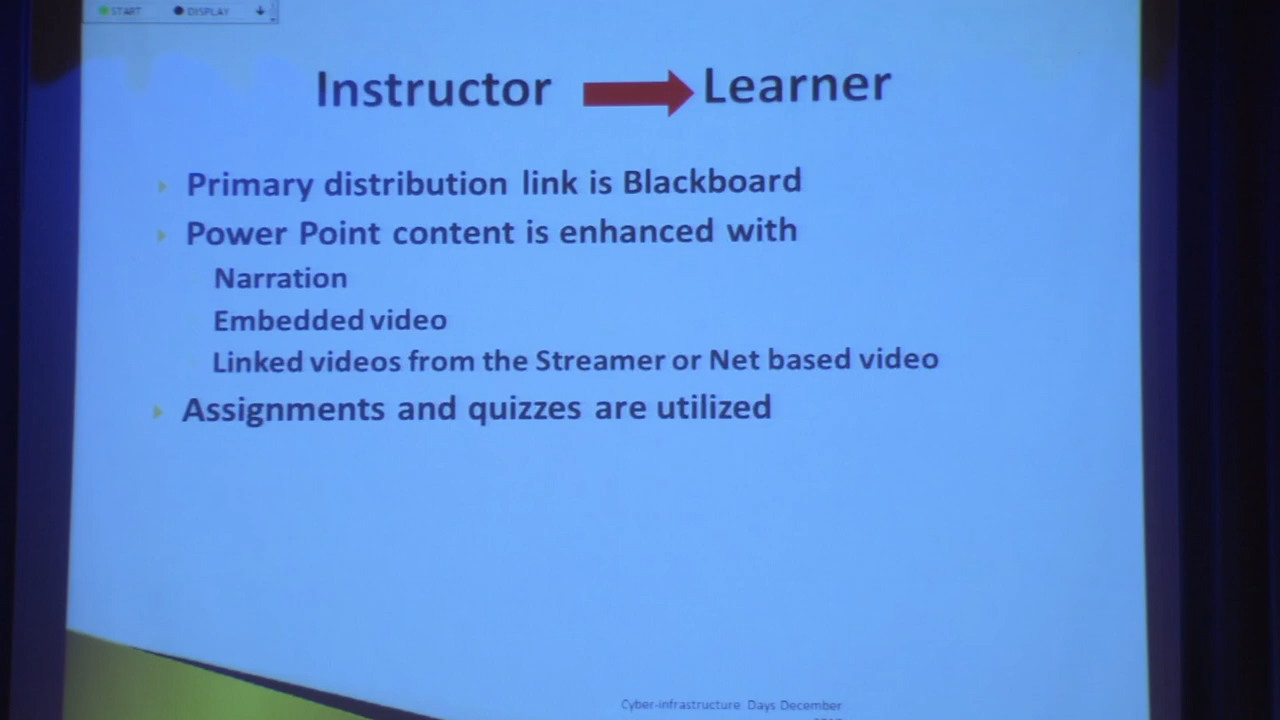 START DISPLAY
Instructor Learner
Primary distribution link is Blackboard
Power Point content is enhanced with
Narration
Embedded video
Linked videos from the Streamer or Net based video
Assignments and quizzes are utilized
Cyber-infrastructure Days December